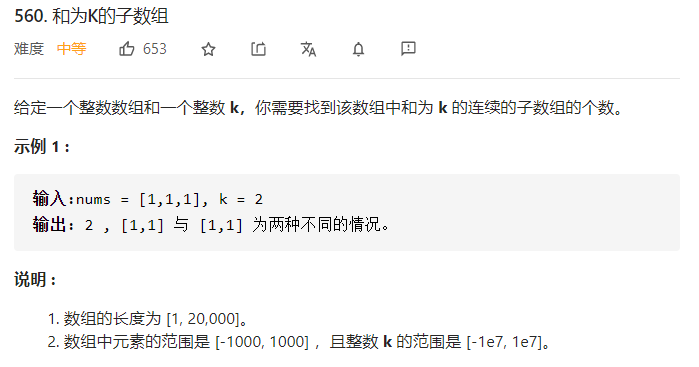 560. 和为K的子数组
难度 中等 653
给定一个整数数组和一个整数 k，你需要找到该数组中和为 k 的连续的子数组的个数。
示例 1 :
输入:nums = [1,1,1], k = 2
输出: 2 , [1,1] 与 [1,1] 为两种不同的情况。
说明 :
1. 数组的长度为 [1, 20,000]。
2. 数组中元素的范围是 [-1000, 1000] ，且整数 k 的范围是 [-1e7, 1e7]。